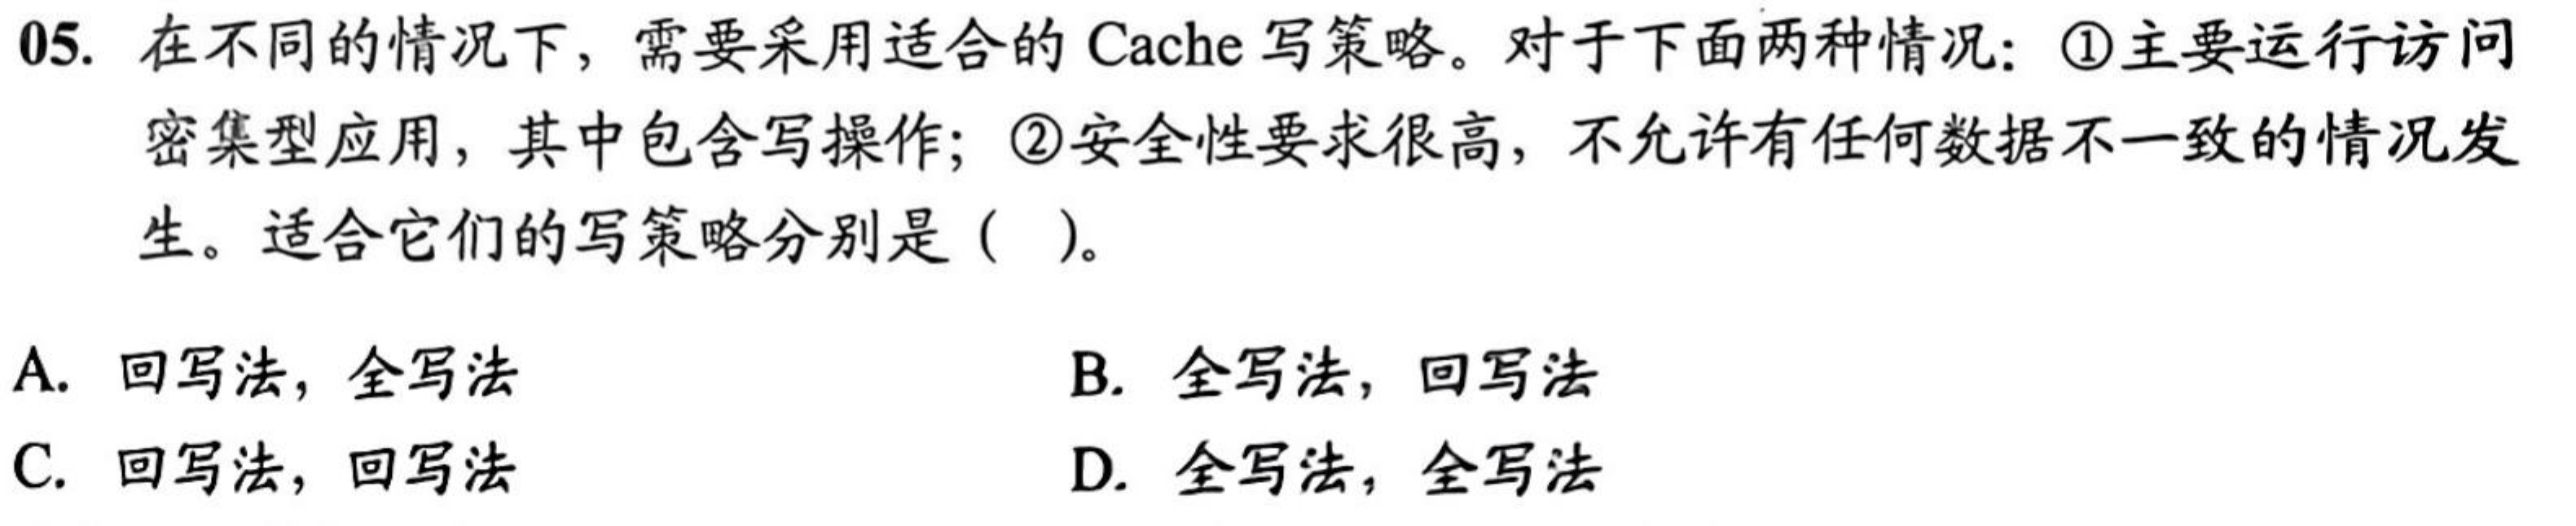 05. 在不同的情况下，需要采用适合的 Cache 写策略。对于下面两种情况：①主要运行访问
密集型应用，其中包含写操作；②安全性要求很高，不允许有任何数据不一致的情况发
生。适合它们的写策略分别是（ ）。
A. 回写法，全写法 B. 全写法，回写法
C. 回写法，回写法 D. 全写法，全写法